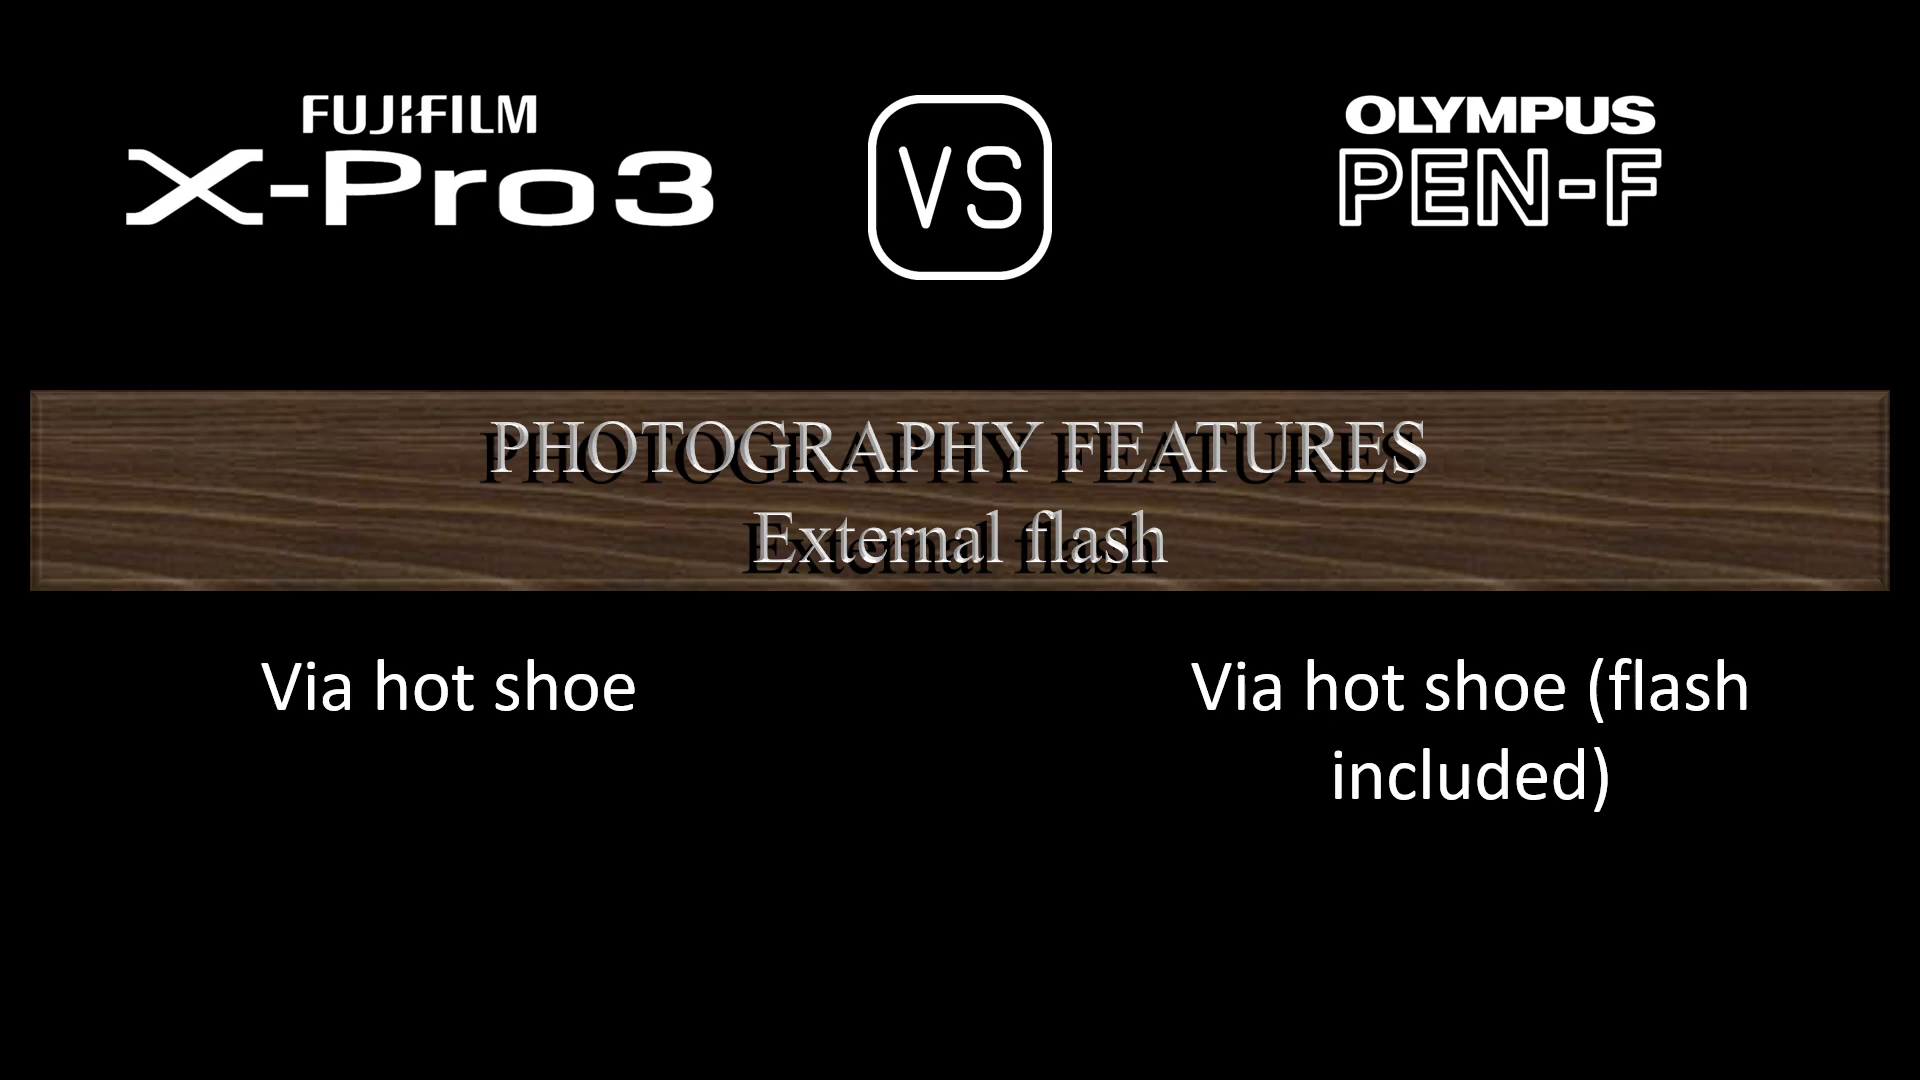 FUJIFILM
X-Pro3
VS
OLYMPUS
PEN-F
PHOTOGRAPHY FEATURES
External flash
Via hot shoe
Via hot shoe (flash
included)